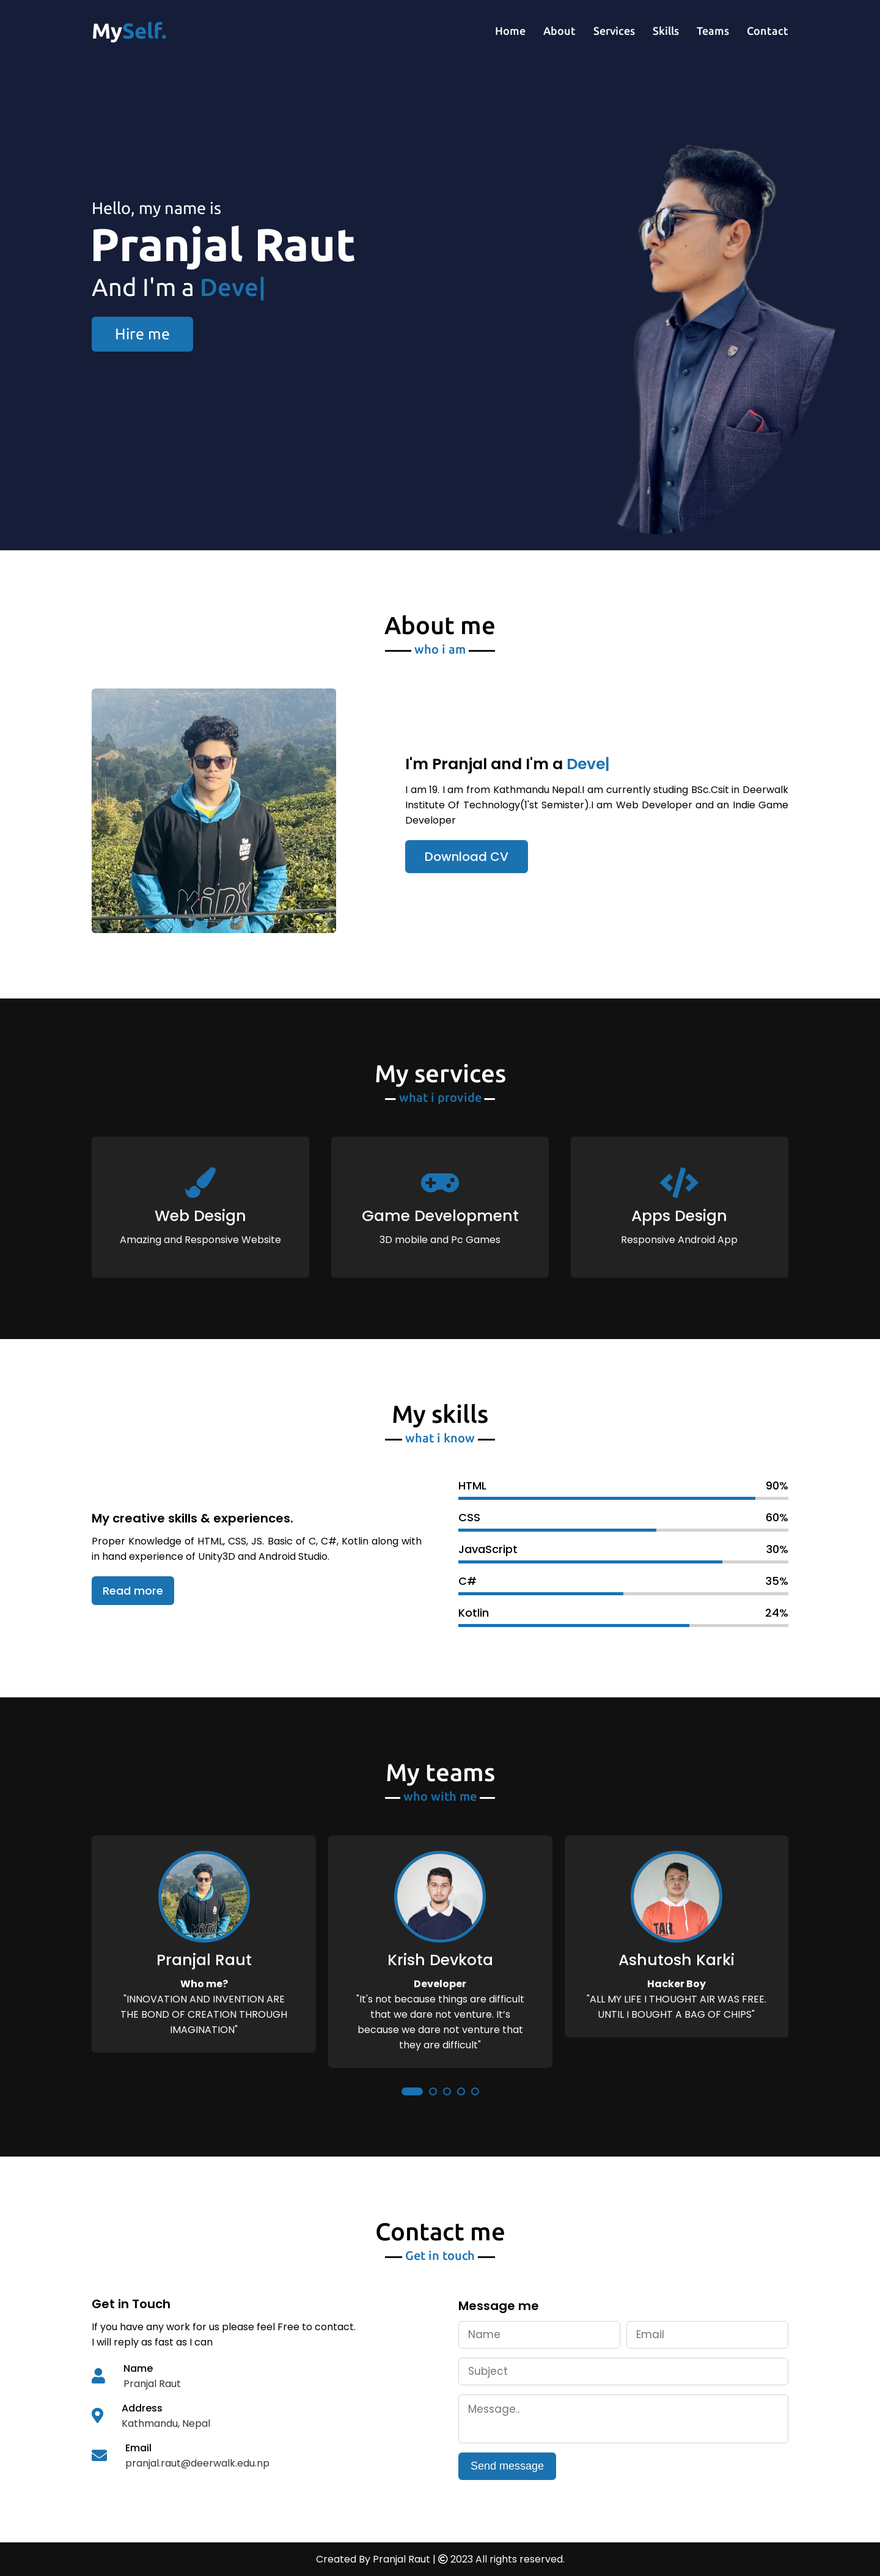 MySelf.
Home About Services Skills Teams Contact
Hello, my name is
Pranjal Raut
And I'm a Deve|
Hire me
About me
who i am
I'm Pranjal and I'm a Deve|
I am 19. I am from Kathmandu Nepal.I am currently studing BSc.Csit in Deerwalk
Institute Of Technology(1'st Semister).I am Web Developer and an Indie Game
Developer
Download CV
My services
what i provide
Web Design
Amazing and Responsive Website
Game Development
3D mobile and Pc Games
Apps Design
Responsive Android App
My skills
what i know
My creative skills & experiences.
Proper Knowledge of HTML, CSS, JS. Basic of C, C#, Kotlin along with
in hand experience of Unity3D and Android Studio.
Read more
HTML 90%
CSS 60%
JavaScript 30%
C# 35%
Kotlin 24%
My teams
who with me
Pranjal Raut
Who me?
"INNOVATION AND INVENTION ARE
THE BOND OF CREATION THROUGH
IMAGINATION"
Krish Devkota
Developer
"It's not because things are difficult
that we dare not venture. It’s
because we dare not venture that
they are difficult"
Ashutosh Karki
Hacker Boy
"ALL MY LIFE I THOUGHT AIR WAS FREE.
UNTIL I BOUGHT A BAG OF CHIPS"
Contact me
Get in touch
Get in Touch
If you have any work for us please feel Free to contact.
I will reply as fast as I can
Name
Pranjal Raut
Address
Kathmandu, Nepal
Email
pranjal.raut@deerwalk.edu.np
Message me
Name
Email
Subject
Message..
Send message
Created By Pranjal Raut | © 2023 All rights reserved.